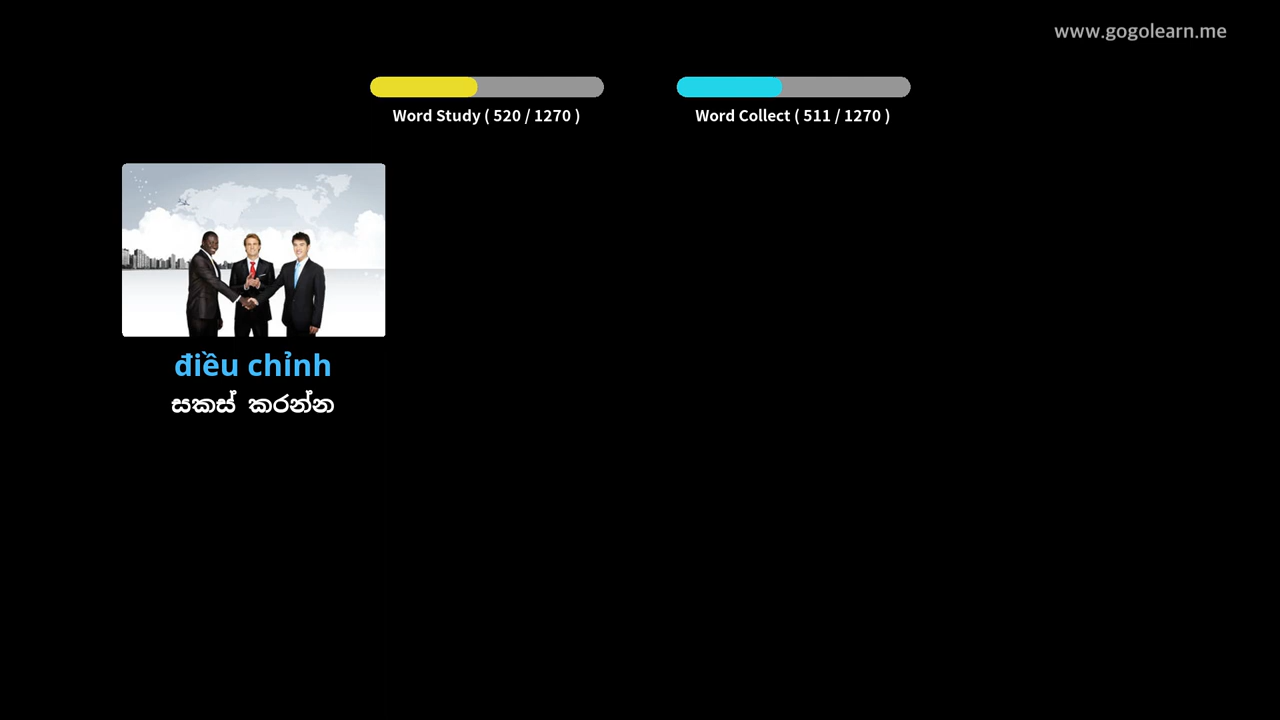 www.gogolearn.me
Word Study ( 520 / 1270 )
Word Collect ( 511 / 1270 )
điều chỉnh
සකස් කරන්න